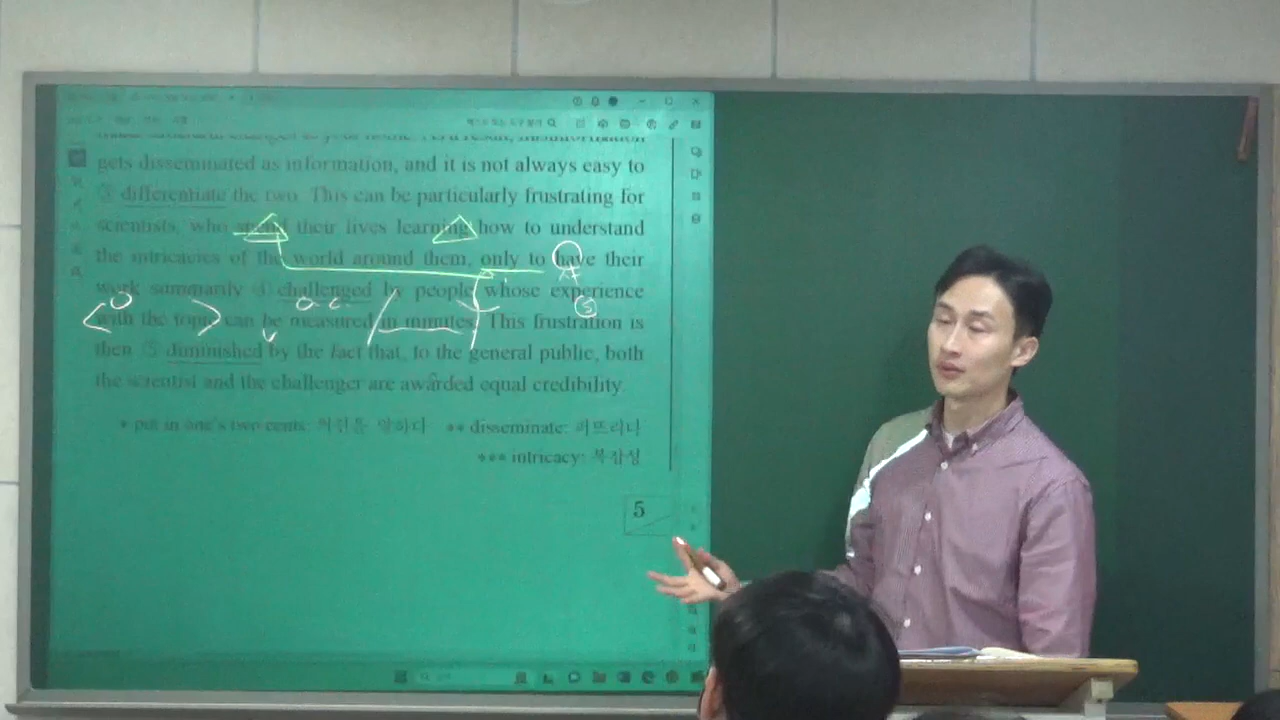 gets disseminated as information, and it is not always easy to
③ differentiate the two. This can be particularly frustrating for
scientists, who spend their lives learning how to understand
the intricacies of the world around them, only to have their
work summarily ④ challenged by people whose experience
with the topic can be measured in minutes. This frustration is
then ⑤ diminished by the fact that, to the general public, both
the scientist and the challenger are awarded equal credibility.
* put in one's two cents: 의견을 말하다 ** disseminate: 퍼뜨리다
*** intricacy: 복잡성
5